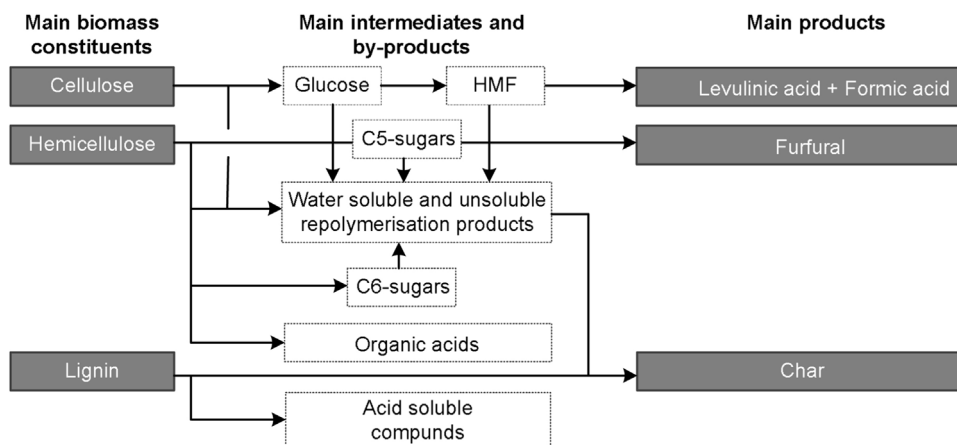 Main biomass
constituents
Main intermediates and
by-products
Main products
Cellulose
Glucose
HMF
Levulinic acid + Formic acid
Hemicellulose
C5-sugars
Furfural
Water soluble and unsoluble
repolymerisation products
C6-sugars
Organic acids
Lignin
Char
Acid soluble
compunds